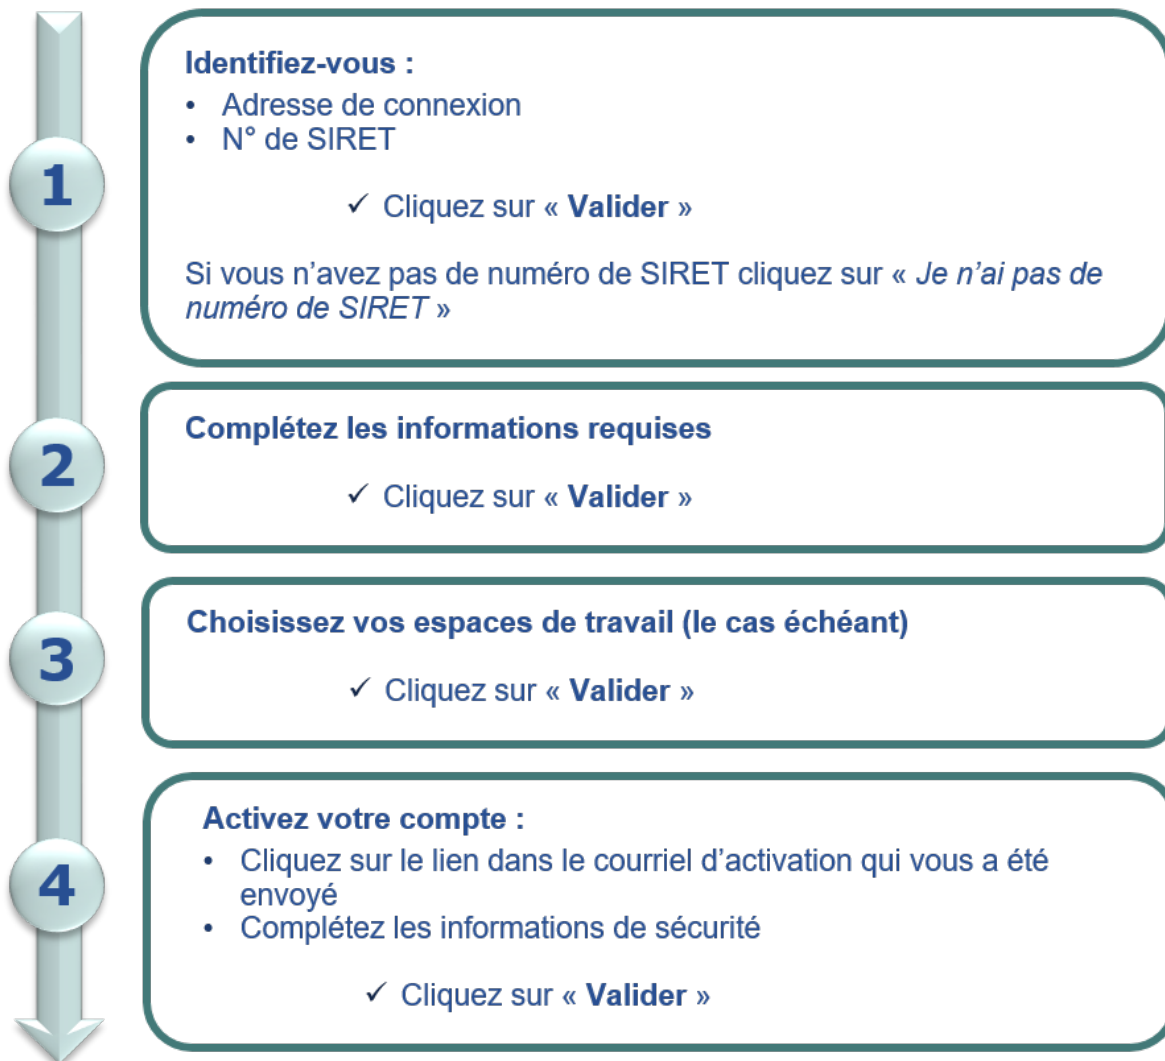 1
Identifiez-vous :
• Adresse de connexion
• N° de SIRET
✓ Cliquez sur « Valider »
Si vous n’avez pas de numéro de SIRET cliquez sur « Je n’ai pas de
numéro de SIRET »
2
Complétez les informations requises
✓ Cliquez sur « Valider »
3
Choisissez vos espaces de travail (le cas échéant)
✓ Cliquez sur « Valider »
4
Activez votre compte :
• Cliquez sur le lien dans le courriel d’activation qui vous a été
envoyé
• Complétez les informations de sécurité
✓ Cliquez sur « Valider »